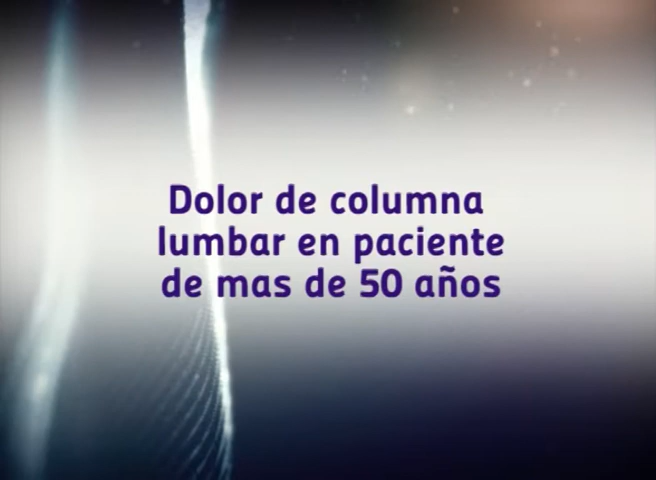 Dolor de columna
lumbar en paciente
de mas de 50 años